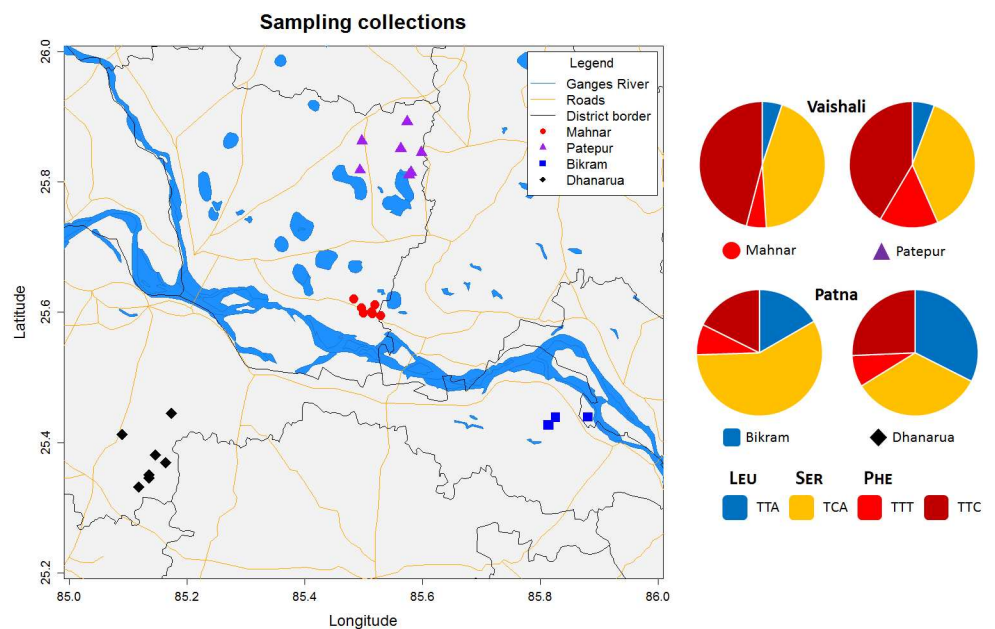 Sampling collections
26.0
25.8
25.6
25.4
25.2
Latitude
85.0 85.2 85.4 85.6 85.8 86.0
Longitude
Legend
Ganges River
Roads
District border
Mahnar
Patepur
Bikram
Dhanarua
Vaishali
Mahnar Patepur
Patna
Bikram Dhanarua
LEU SER PHE
TTA TCA TTT TTC